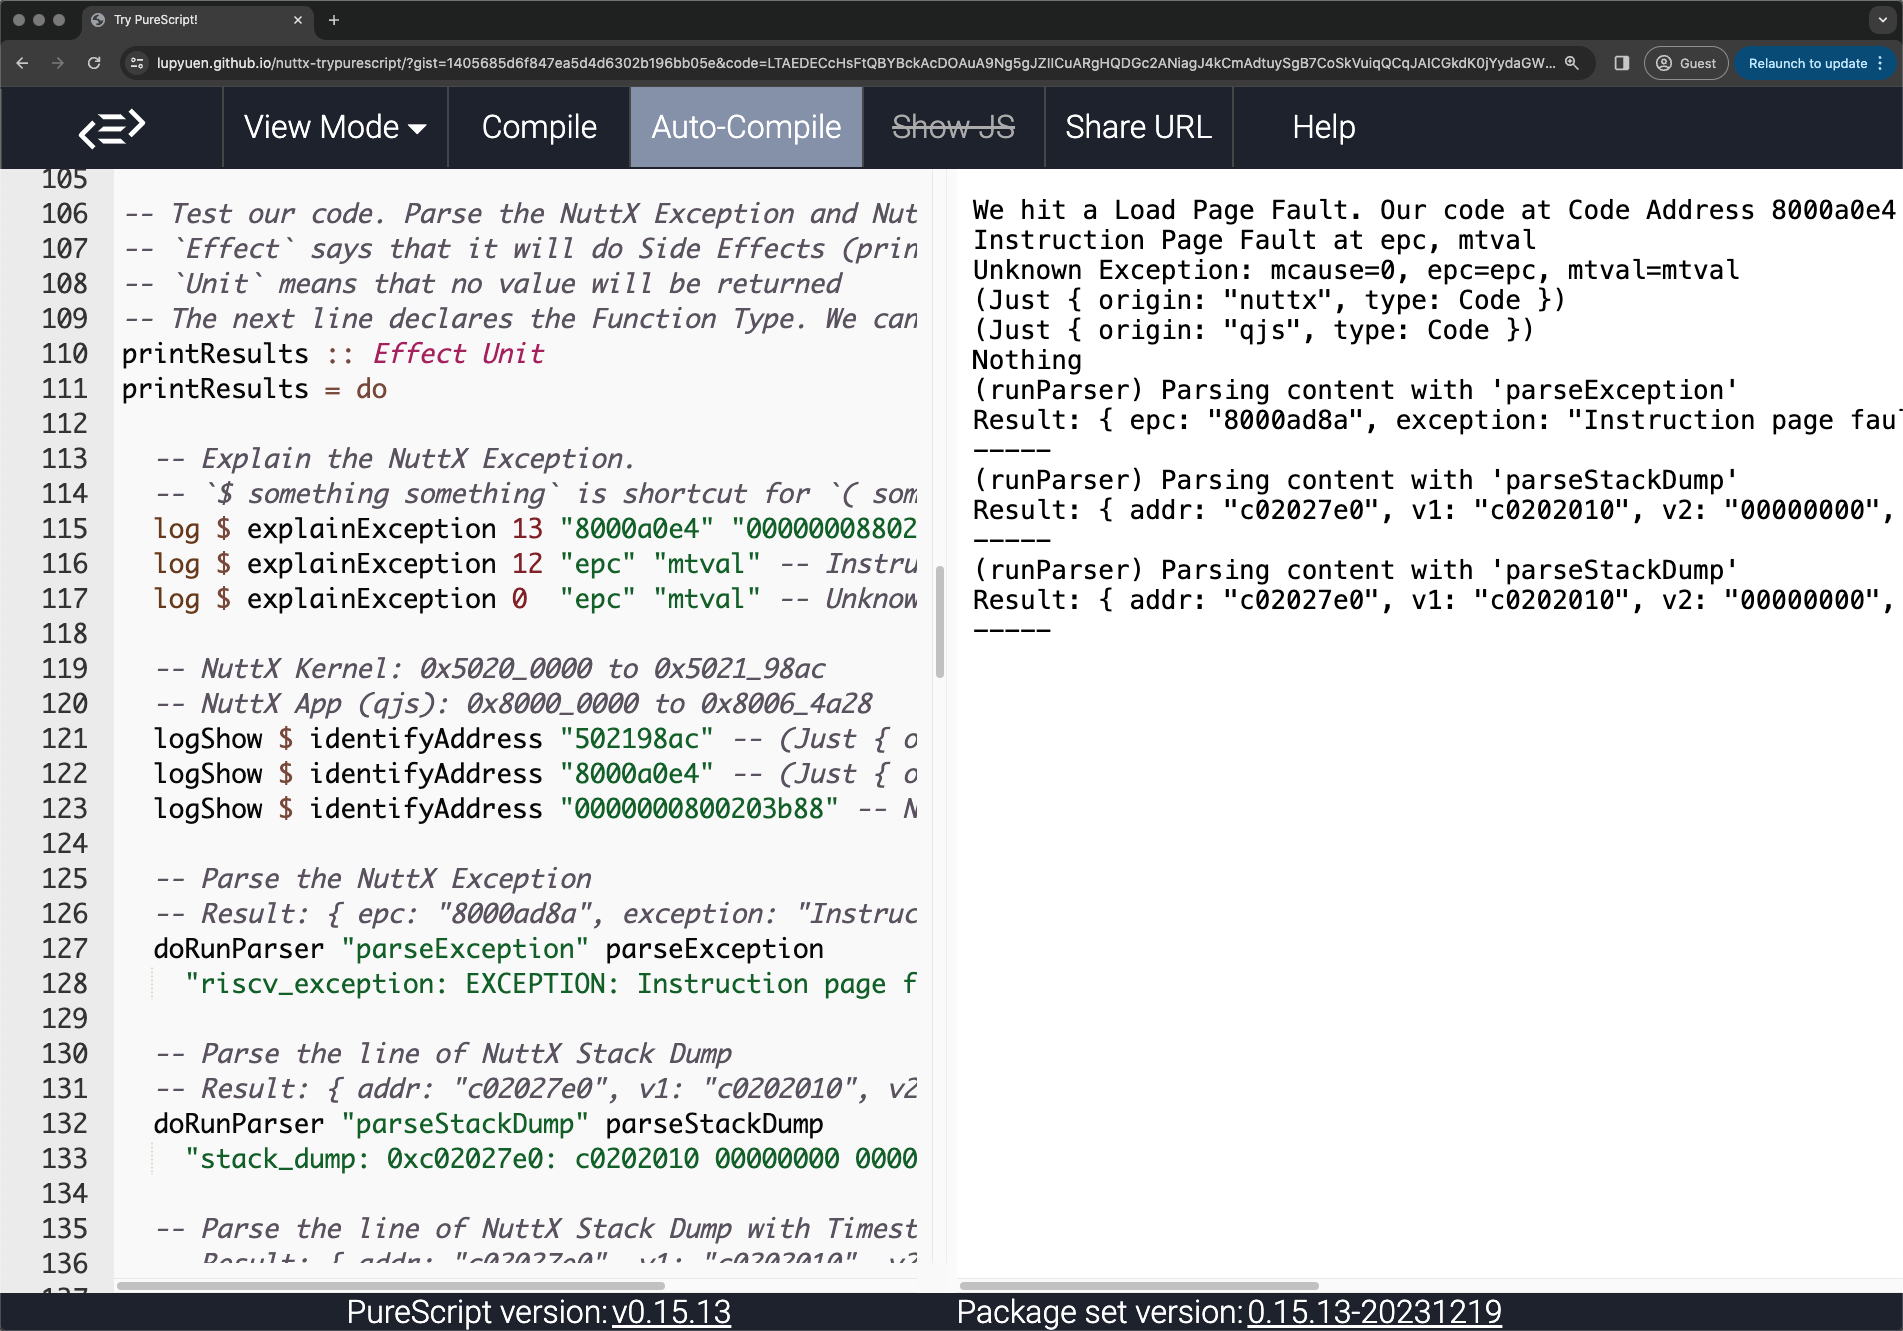 Try PureScript!
lupyuen.github.io/nuttx-trypurescript/?gist=1405685d6f847ea5d4d6302b196bb05e&code=LTAEDECcHsFtQBYBckAcDOAuA9Ng5gJZIICuARgHQDGc2ANiagJ4kCmAdtuySgB7CoSkVuiqQCqJAICGkdK0jYydaGW...
Guest
Relaunch to update
View Mode
Compile
Auto-Compile
Show JS
Share URL
Help
105
106 -- Test our code. Parse the NuttX Exception and Nut
107 -- `Effect` says that it will do Side Effects (prin
108 -- `Unit` means that no value will be returned
109 -- The next line declares the Function Type. We can
110 printResults :: Effect Unit
111 printResults = do
112
113 -- Explain the NuttX Exception.
114 -- `$ something something` is shortcut for `( som
115 log $ explainException 13 "8000a0e4" "00000008802
116 log $ explainException 12 "epc" "mtval" -- Instru
117 log $ explainException 0 "epc" "mtval" -- Unknow
118
119 -- NuttX Kernel: 0x5020_0000 to 0x5021_98ac
120 -- NuttX App (qjs): 0x8000_0000 to 0x8006_4a28
121 logShow $ identifyAddress "502198ac" -- (Just { o
122 logShow $ identifyAddress "8000a0e4" -- (Just { o
123 logShow $ identifyAddress "0000000800203b88" -- N
124
125 -- Parse the NuttX Exception
126 -- Result: { epc: "8000ad8a", exception: "Instruc
127 doRunParser "parseException" parseException
128 "riscv_exception: EXCEPTION: Instruction page f
129
130 -- Parse the line of NuttX Stack Dump
131 -- Result: { addr: "c02027e0", v1: "c0202010", v2
132 doRunParser "parseStackDump" parseStackDump
133 "stack_dump: 0xc02027e0: c0202010 00000000 0000
134
135 -- Parse the line of NuttX Stack Dump with Timest
136 -- Result: { addr: "c02027e0", v1: "c0202010", v2
137
We hit a Load Page Fault. Our code at Code Address 8000a0e4
Instruction Page Fault at epc, mtval
Unknown Exception: mcause=0, epc=epc, mtval=mtval
(Just { origin: "nuttx", type: Code })
(Just { origin: "qjs", type: Code })
Nothing
(runParser) Parsing content with 'parseException'
Result: { epc: "8000ad8a", exception: "Instruction page fau
-----
(runParser) Parsing content with 'parseStackDump'
Result: { addr: "c02027e0", v1: "c0202010", v2: "00000000",
-----
(runParser) Parsing content with 'parseStackDump'
Result: { addr: "c02027e0", v1: "c0202010", v2: "00000000",
-----
PureScript version: v0.15.13
Package set version: 0.15.13-20231219